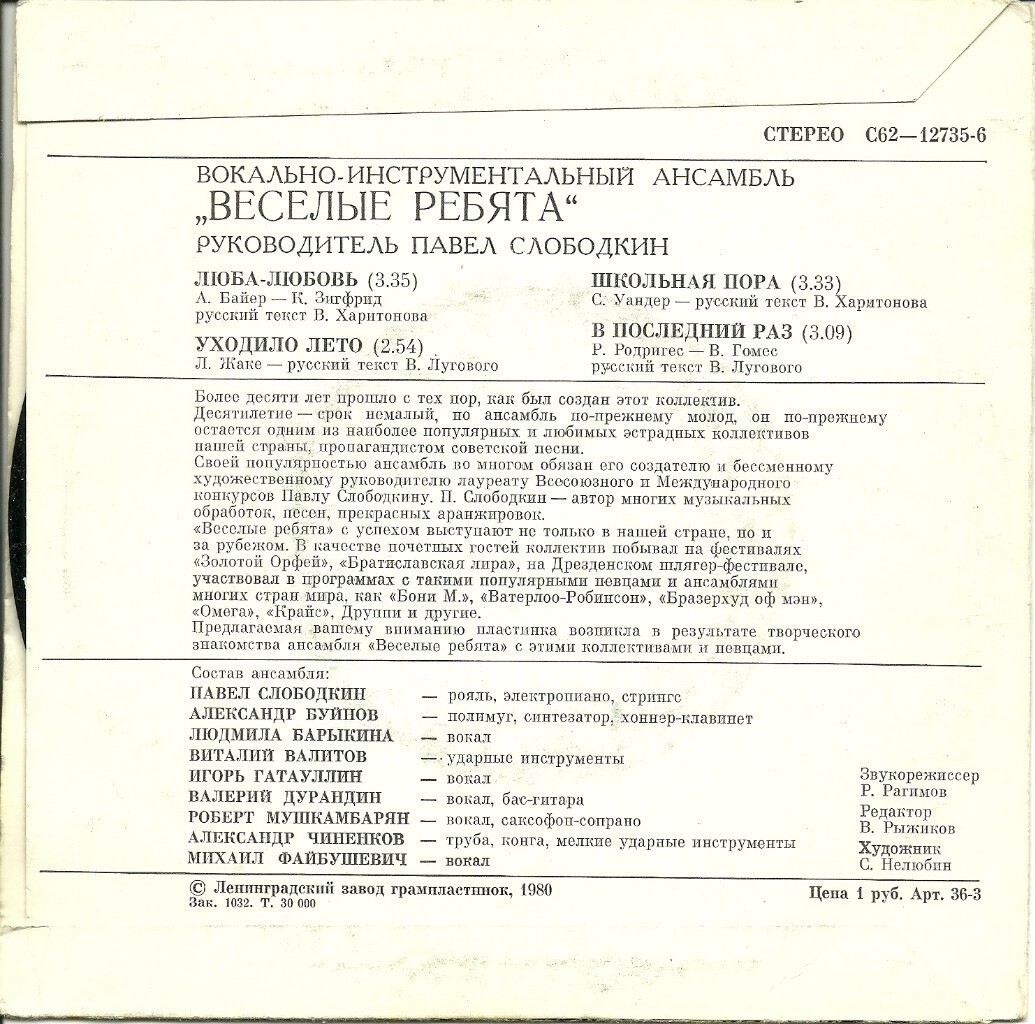 СТЕРЕО С62—12735-6
ВОКАЛЬНО-ИНСТРУМЕНТАЛЬНЫЙ АНСАМБЛЬ
„ВЕСЕЛЫЕ РЕБЯТА“
РУКОВОДИТЕЛЬ ПАВЕЛ СЛОБОДКИН
ЛЮБА-ЛЮБОВЬ (3.35)
А. Байер — К. Зигфрид
русский текст В. Харитонова
УХОДИЛО ЛЕТО (2.54)
Л. Жаке — русский текст В. Лугового
ШКОЛЬНАЯ ПОРА (3.33)
С. Уандер — русский текст В. Харитонова
В ПОСЛЕДНИЙ РАЗ (3.09)
Р. Родригес — В. Гомес
русский текст В. Лугового
Более десяти лет прошло с тех пор, как был создан этот коллектив.
Десятилетие — срок немалый, но ансамбль по-прежнему молод, он по-прежнему
остается одним из наиболее популярных и любимых эстрадных коллективов
нашей страны, пропагандистом советской песни.
Своей популярностью ансамбль во многом обязан его создателю и бессменному
художественному руководителю лауреату Всесоюзного и Международного
конкурсов Павлу Слободкину. П. Слободкин — автор многих музыкальных
обработок, песен, прекрасных аранжировок.
«Веселые ребята» с успехом выступают не только в нашей стране, но и
за рубежом. В качестве почетных гостей коллектив побывал на фестивалях
«Золотой Орфей», «Братиславская лира», на Дрезденском шлягер-фестивале,
участвовал в программах с такими популярными певцами и ансамблями
многих стран мира, как «Бони М.», «Ватерлоо-Робинсон», «Бразерхуд оф мэн»,
«Омега», «Крайс», Друппи и другие.
Предлагаемая вашему вниманию пластинка возникла в результате творческого
знакомства ансамбля «Веселые ребята» с этими коллективами и певцами.
Состав ансамбля:
ПАВЕЛ СЛОБОДКИН — рояль, электропиано, стрингс
АЛЕКСАНДР БУЙНОВ — полимуг, синтезатор, хоннер-клавинет
ЛЮДМИЛА БАРЫКИНА — вокал
ВИТАЛИЙ ВАЛИТОВ — ударные инструменты
ИГОРЬ ГАТАУЛЛИН — вокал
ВАЛЕРИЙ ДУРАНДИН — вокал, бас-гитара
РОБЕРТ МУШКАМБАРЯН — вокал, саксофон-сопрано
АЛЕКСАНДР ЧИНЕНКОВ — труба, конга, мелкие ударные инструменты
МИХАИЛ ФАЙБУШЕВИЧ — вокал
Звукорежиссер
Р. Рагимов
Редактор
В. Рыжиков
Художник
С. Нелюбин
© Ленинградский завод грампластинок, 1980
Зак. 1032. Т. 30 000
Цена 1 руб. Арт. 36-3